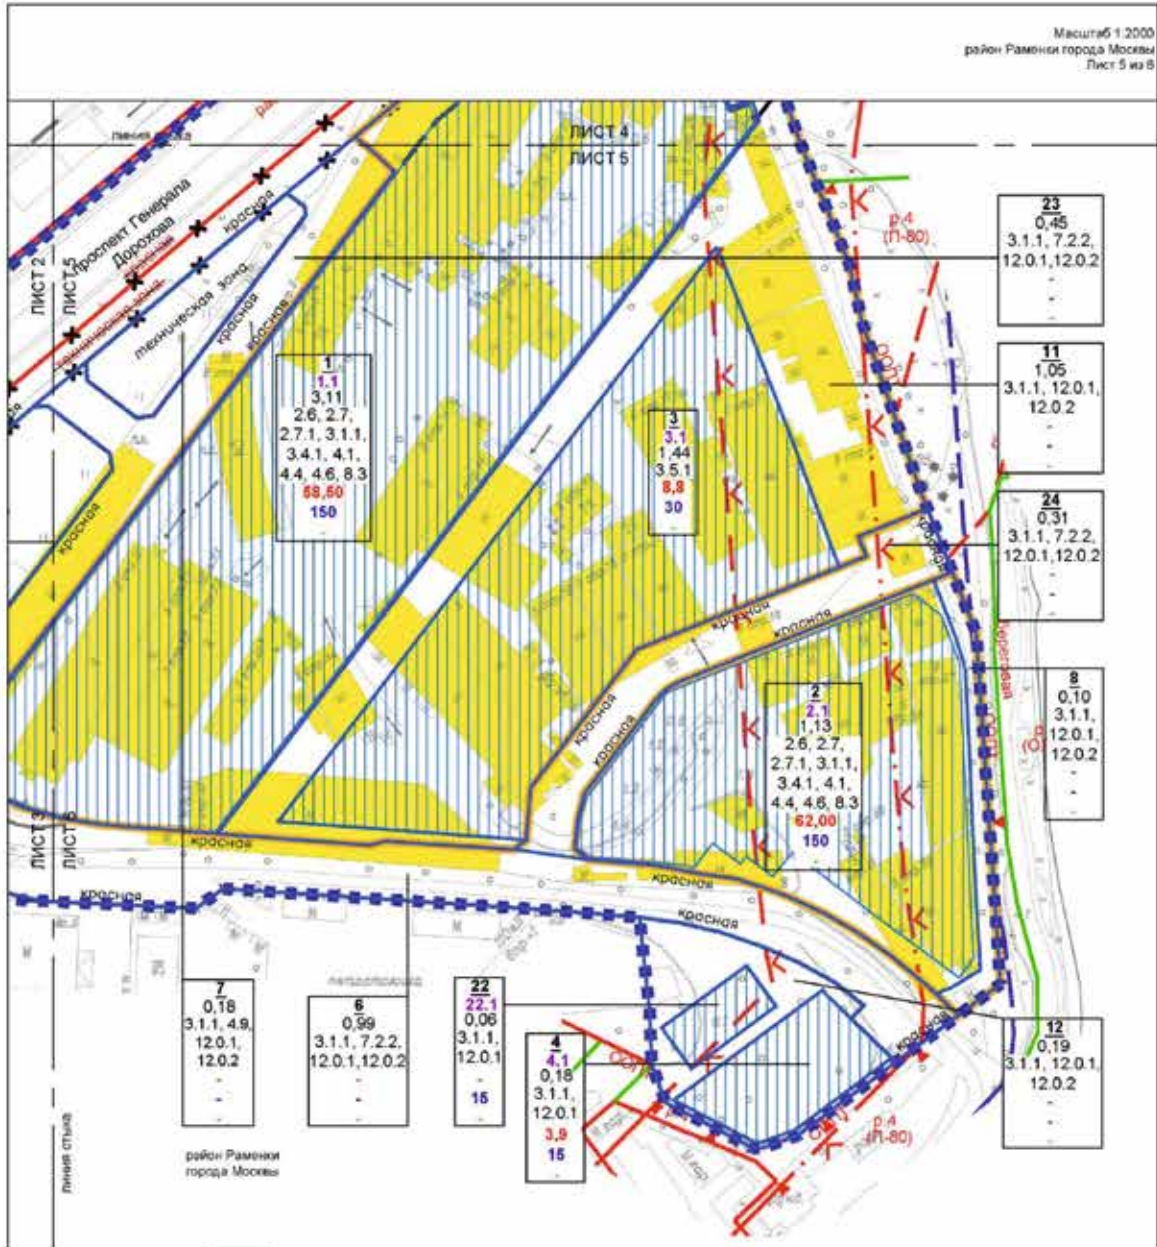 Масштаб 1:2000
район Раменки города Москвы
Лист 5 из 6
линия стыка
ЛИСТ 4
ЛИСТ 5
ЛИСТ 2
ЛИСТ 5
проспект Генерала
Дорохова
красная
красная
техническая зона
техническая зона
красная
красная
красная
р.4
(П-80)
23
0,45
3.1.1, 7.2.2,
12.0.1,12.0.2
-
-
-
1
1.1
3,11
2.6, 2.7,
2.7.1, 3.1.1,
3.4.1, 4.1,
4.4, 4.6, 8.3
58,50
150
-
3
3.1
1,44
3.5.1
8,8
30
-
11
1,05
3.1.1, 12.0.1,
12.0.2
-
-
-
24
0,31
3.1.1, 7.2.2,
12.0.1,12.0.2
-
-
-
красная
красная
красная
красная
красная
красная
береговая
8
0,10
3.1.1,
12.0.1,
12.0.2
-
-
-
2
2.1
1,13
2.6, 2.7,
2.7.1, 3.1.1,
3.4.1, 4.1,
4.4, 4.6, 8.3
62,00
150
-
ЛИСТ 3
ЛИСТ 5
красная
красная
красная
красная
красная
7
0,18
3.1.1, 4.9,
12.0.1,
12.0.2
-
-
-
6
0,99
3.1.1, 7.2.2,
12.0.1,12.0.2
-
-
-
22
22.1
0,06
3.1.1,
12.0.1
-
15
-
4
4.1
0,18
3.1.1,
12.0.1
3,9
15
-
12
0,19
3.1.1, 12.0.1,
12.0.2
-
-
-
р.4
(П-80)
линия стыка
район Раменки
города Москвы